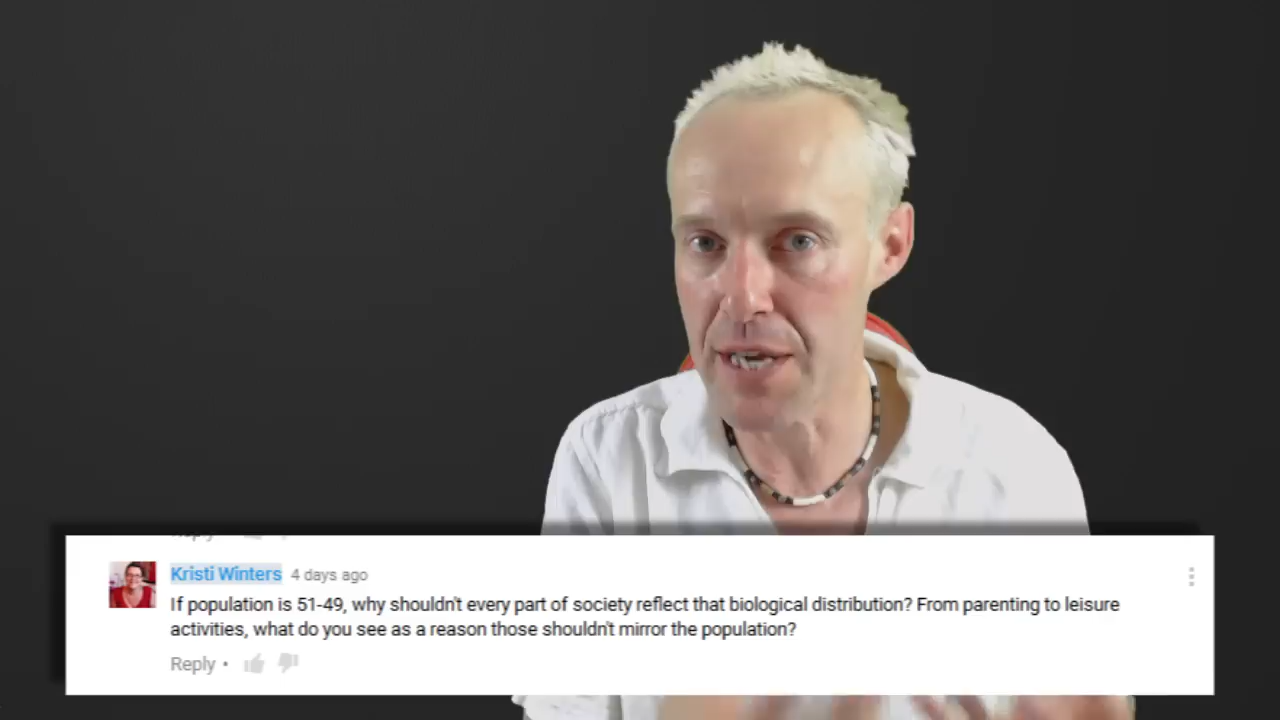 Kristi Winters 4 days ago
If population is 51-49, why shouldn't every part of society reflect that biological distribution? From parenting to leisure
activities, what do you see as a reason those shouldn't mirror the population?
Reply •